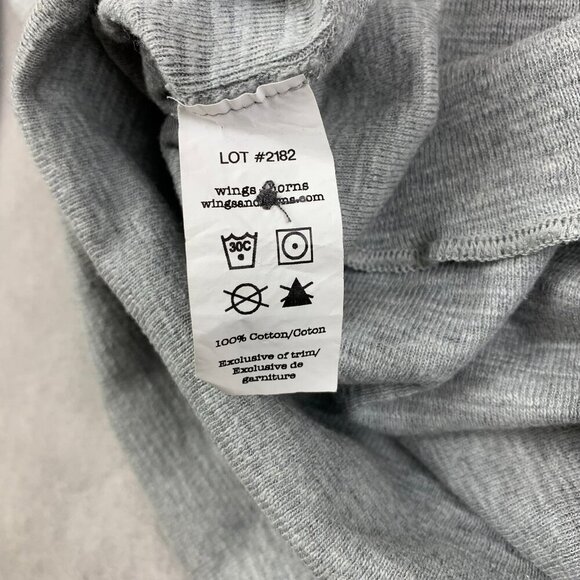 LOT #2182
wings
30C
100% Cotton/Coton
Exclusive of trim/
Exclusive de
garniture